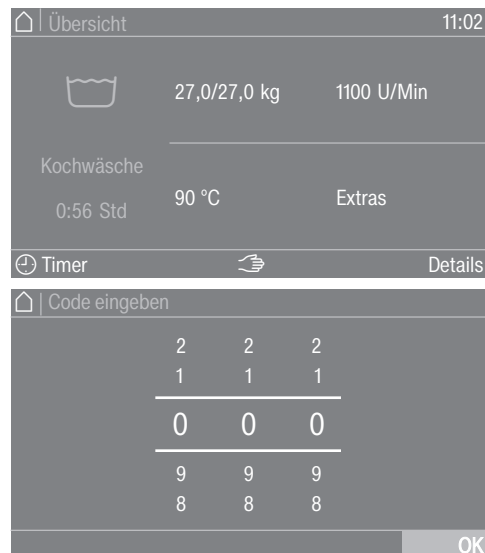 Übersicht 11:02
27,0/27,0 kg 1100 U/Min
Kochwäsche
0:56 Std
90 °C Extras
Timer Details
Code eingeben
2 2 2
1 1 1
0 0 0
9 9 9
8 8 8
OK